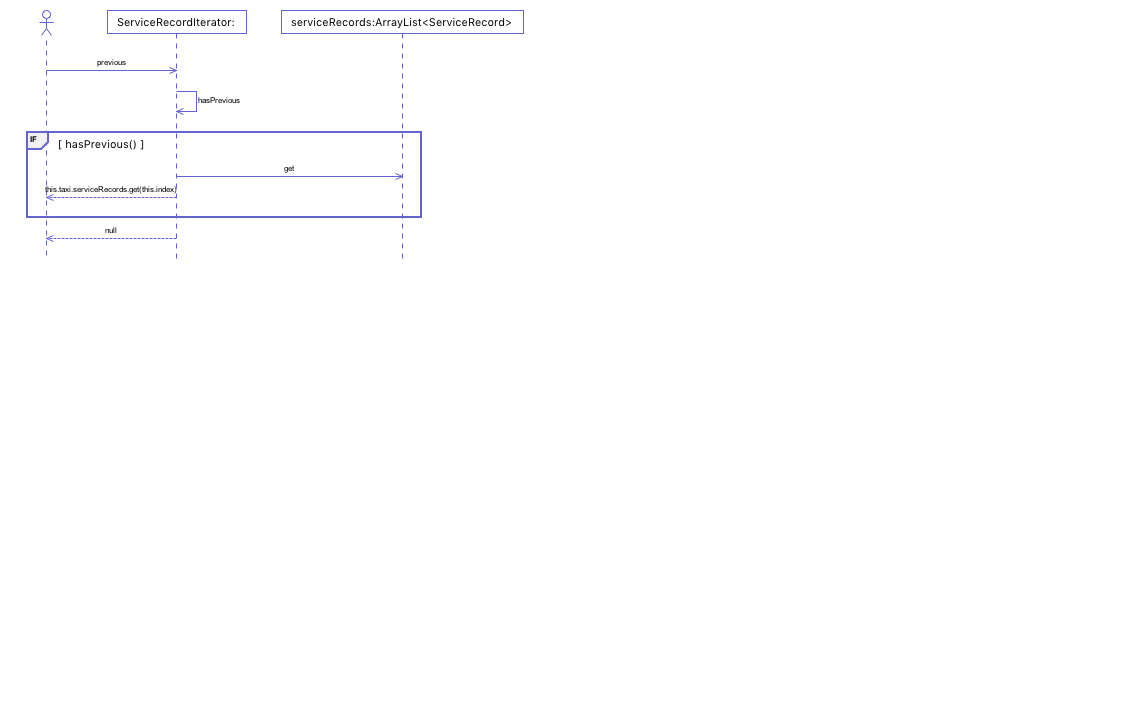 ServiceRecordIterator:
serviceRecords:ArrayList<ServiceRecord>
previous
hasPrevious
IF
[ hasPrevious() ]
get
this.taxi.serviceRecords.get(this.index)
null